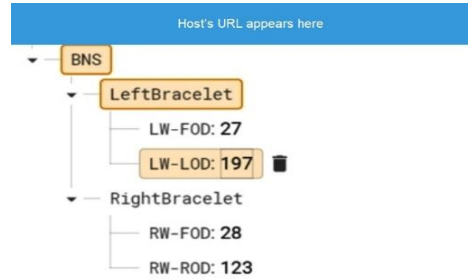 Host's URL appears here
BNS
LeftBracelet
LW-FOD: 27
LW-LOD: 197
RightBracelet
RW-FOD: 28
RW-ROD: 123